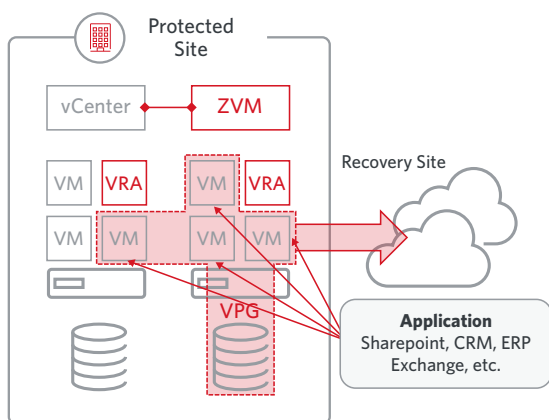 Protected
Site
vCenter
ZVM
Recovery Site
VM
VRA
VM
VRA
VM
VM
VM
VM
VPG
Application
Sharepoint, CRM, ERP
Exchange, etc.